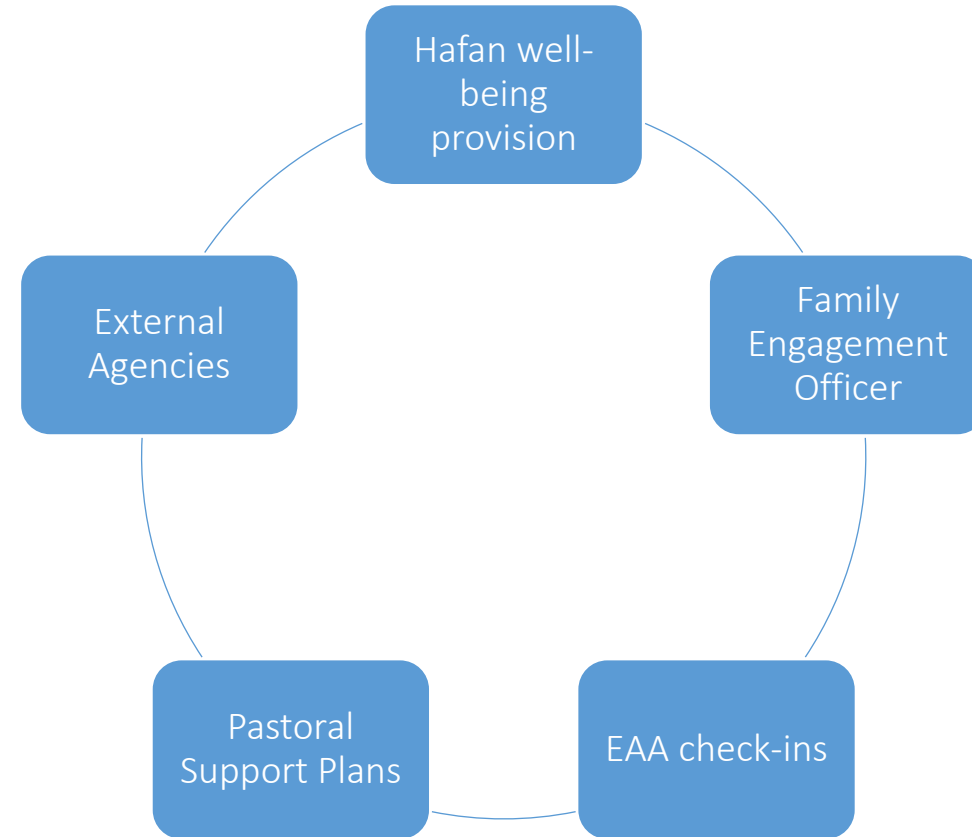 Hafan well-
being
provision
Family
Engagement
Officer
EAA check-ins
Pastoral
Support Plans
External
Agencies